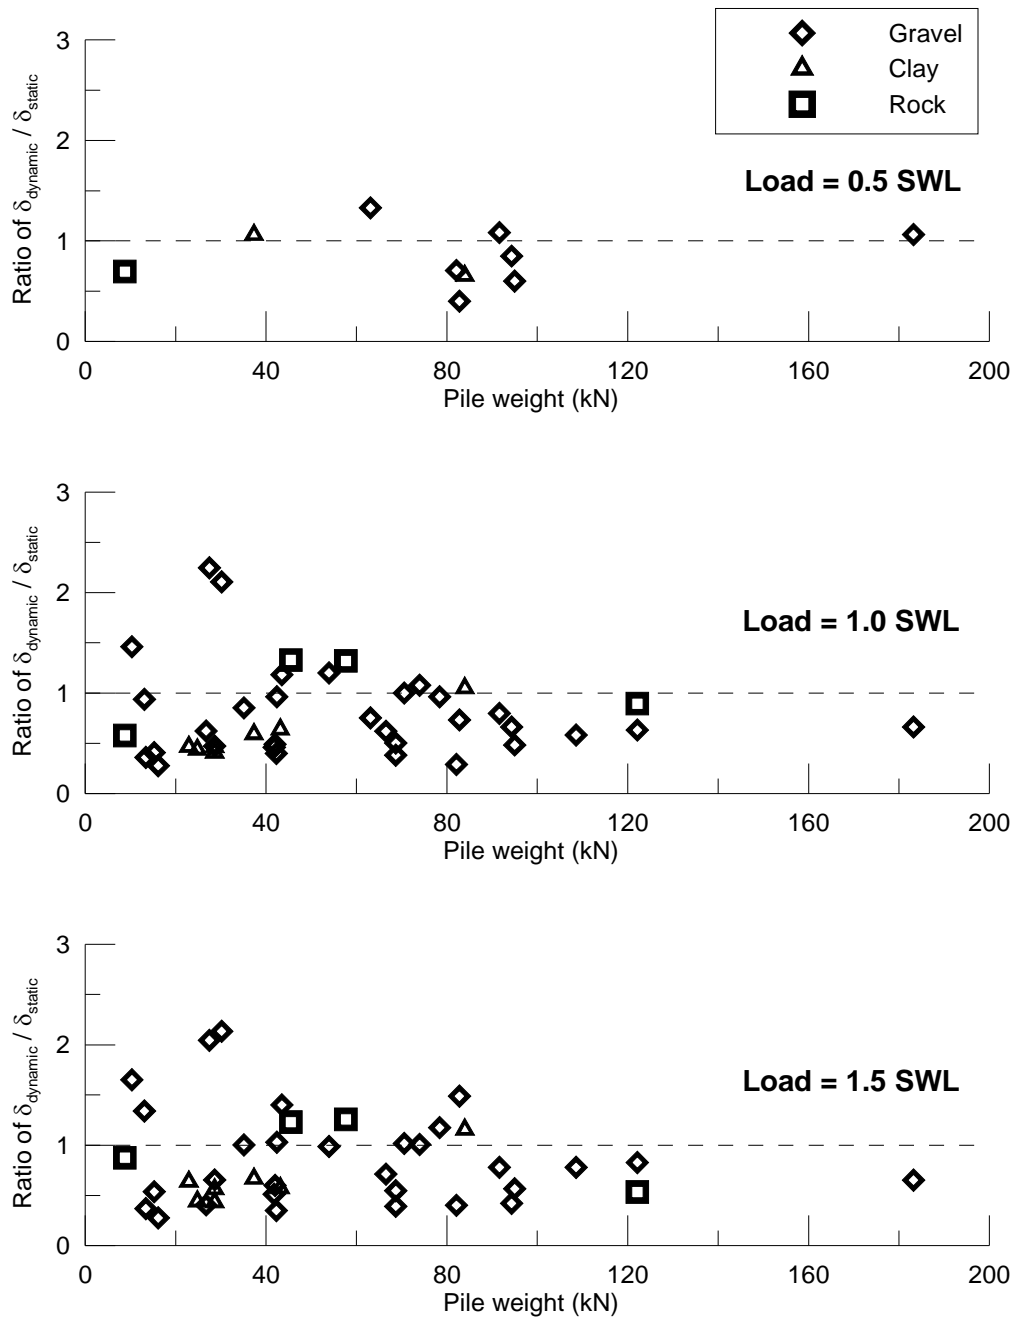 Gravel
Clay
Rock
Load = 0.5 SWL
Ratio of δdynamic / δstatic
3
2
1
0
0 40 80 120 160 200
Pile weight (kN)
Load = 1.0 SWL
Ratio of δdynamic / δstatic
3
2
1
0
0 40 80 120 160 200
Pile weight (kN)
Load = 1.5 SWL
Ratio of δdynamic / δstatic
3
2
1
0
0 40 80 120 160 200
Pile weight (kN)